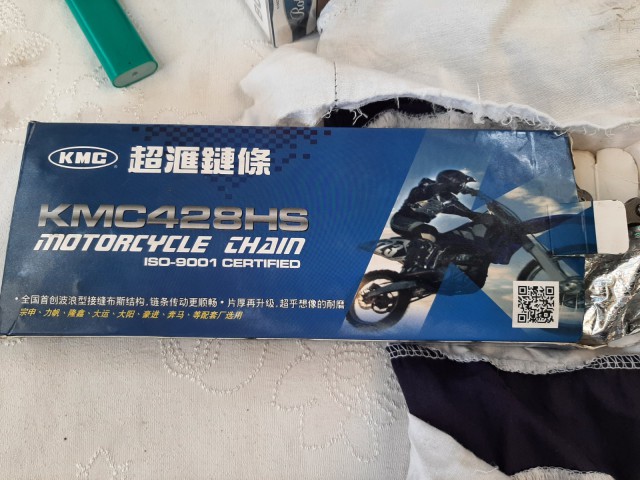 KMC 超滙鏈條
KMC428HS
MOTORCYCLE CHAIN
ISO-9001 CERTIFIED
·全国首创波浪型接缝布斯结构,链条传动更顺畅·片厚再升级,超乎想像的耐磨
宗申、力帆、隆鑫、大运、大阳、豪进、奔马、等配套厂选用